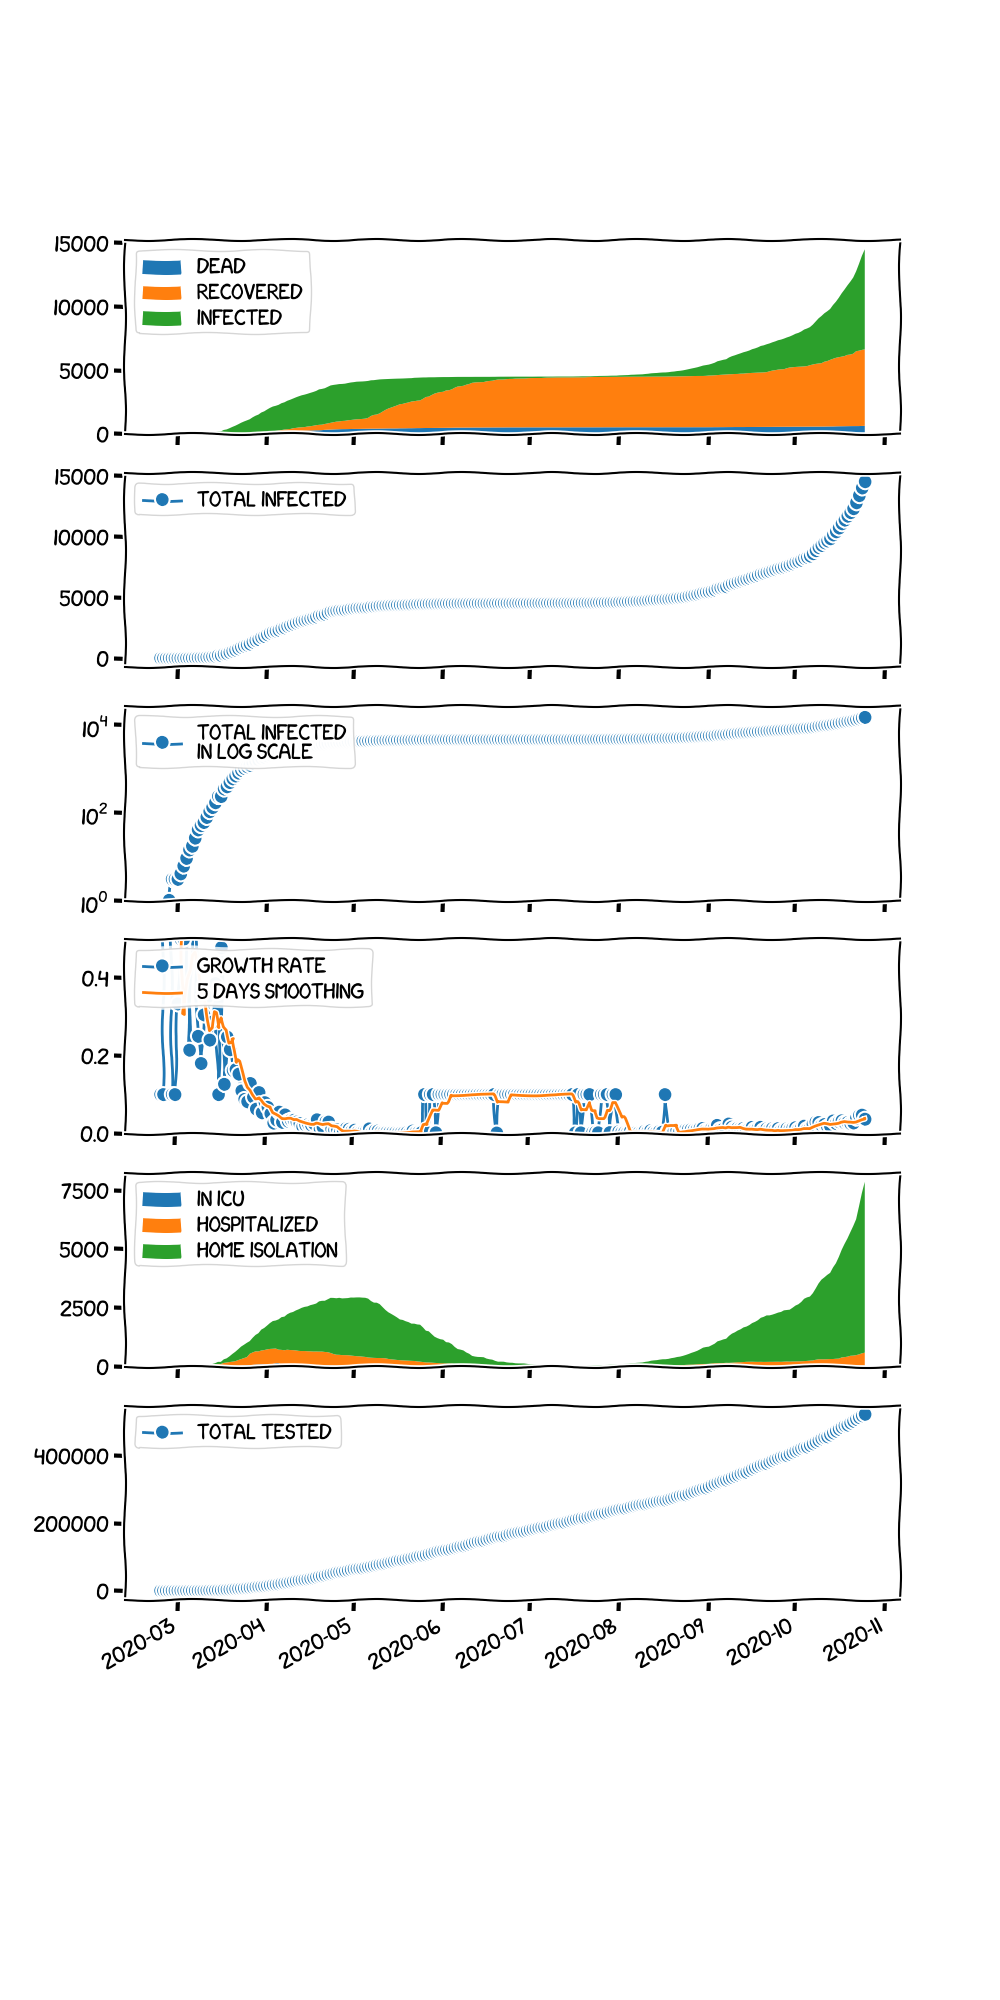 15000
10000
5000
0
DEAD
RECOVERED
INFECTED
15000
10000
5000
0
TOTAL INFECTED
10⁴
10²
10⁰
TOTAL INFECTED
IN LOG SCALE
0.4
0.2
0.0
GROWTH RATE
5 DAYS SMOOTHING
7500
5000
2500
0
IN ICU
HOSPITALIZED
HOME ISOLATION
400000
200000
0
TOTAL TESTED
2020-03
2020-04
2020-05
2020-06
2020-07
2020-08
2020-09
2020-10
2020-11